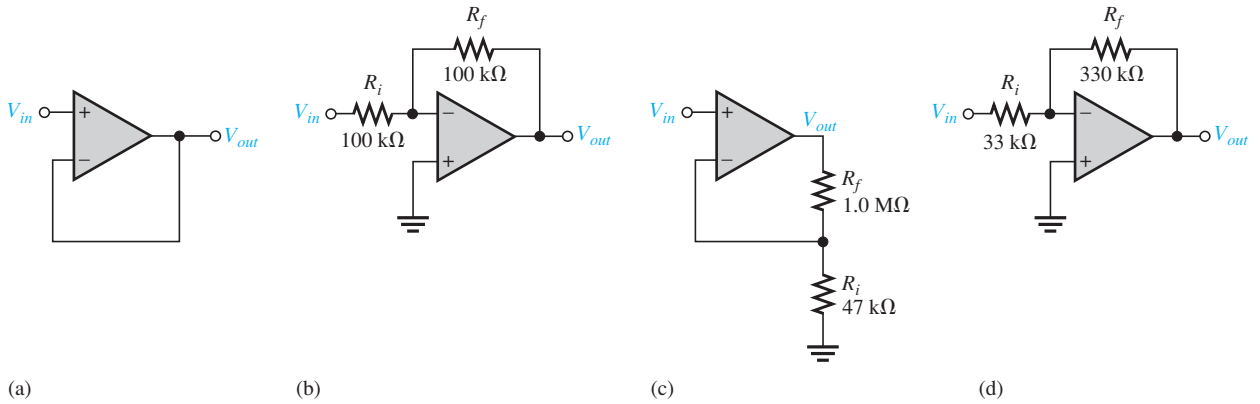 V_in + − V_out
(a)
R_f
100 kΩ
R_i
V_in − V_out
100 kΩ
+
(b)
V_in + V_out
−
R_f
1.0 MΩ
R_i
47 kΩ
(c)
R_f
330 kΩ
R_i
V_in −
33 kΩ
+ V_out
(d)